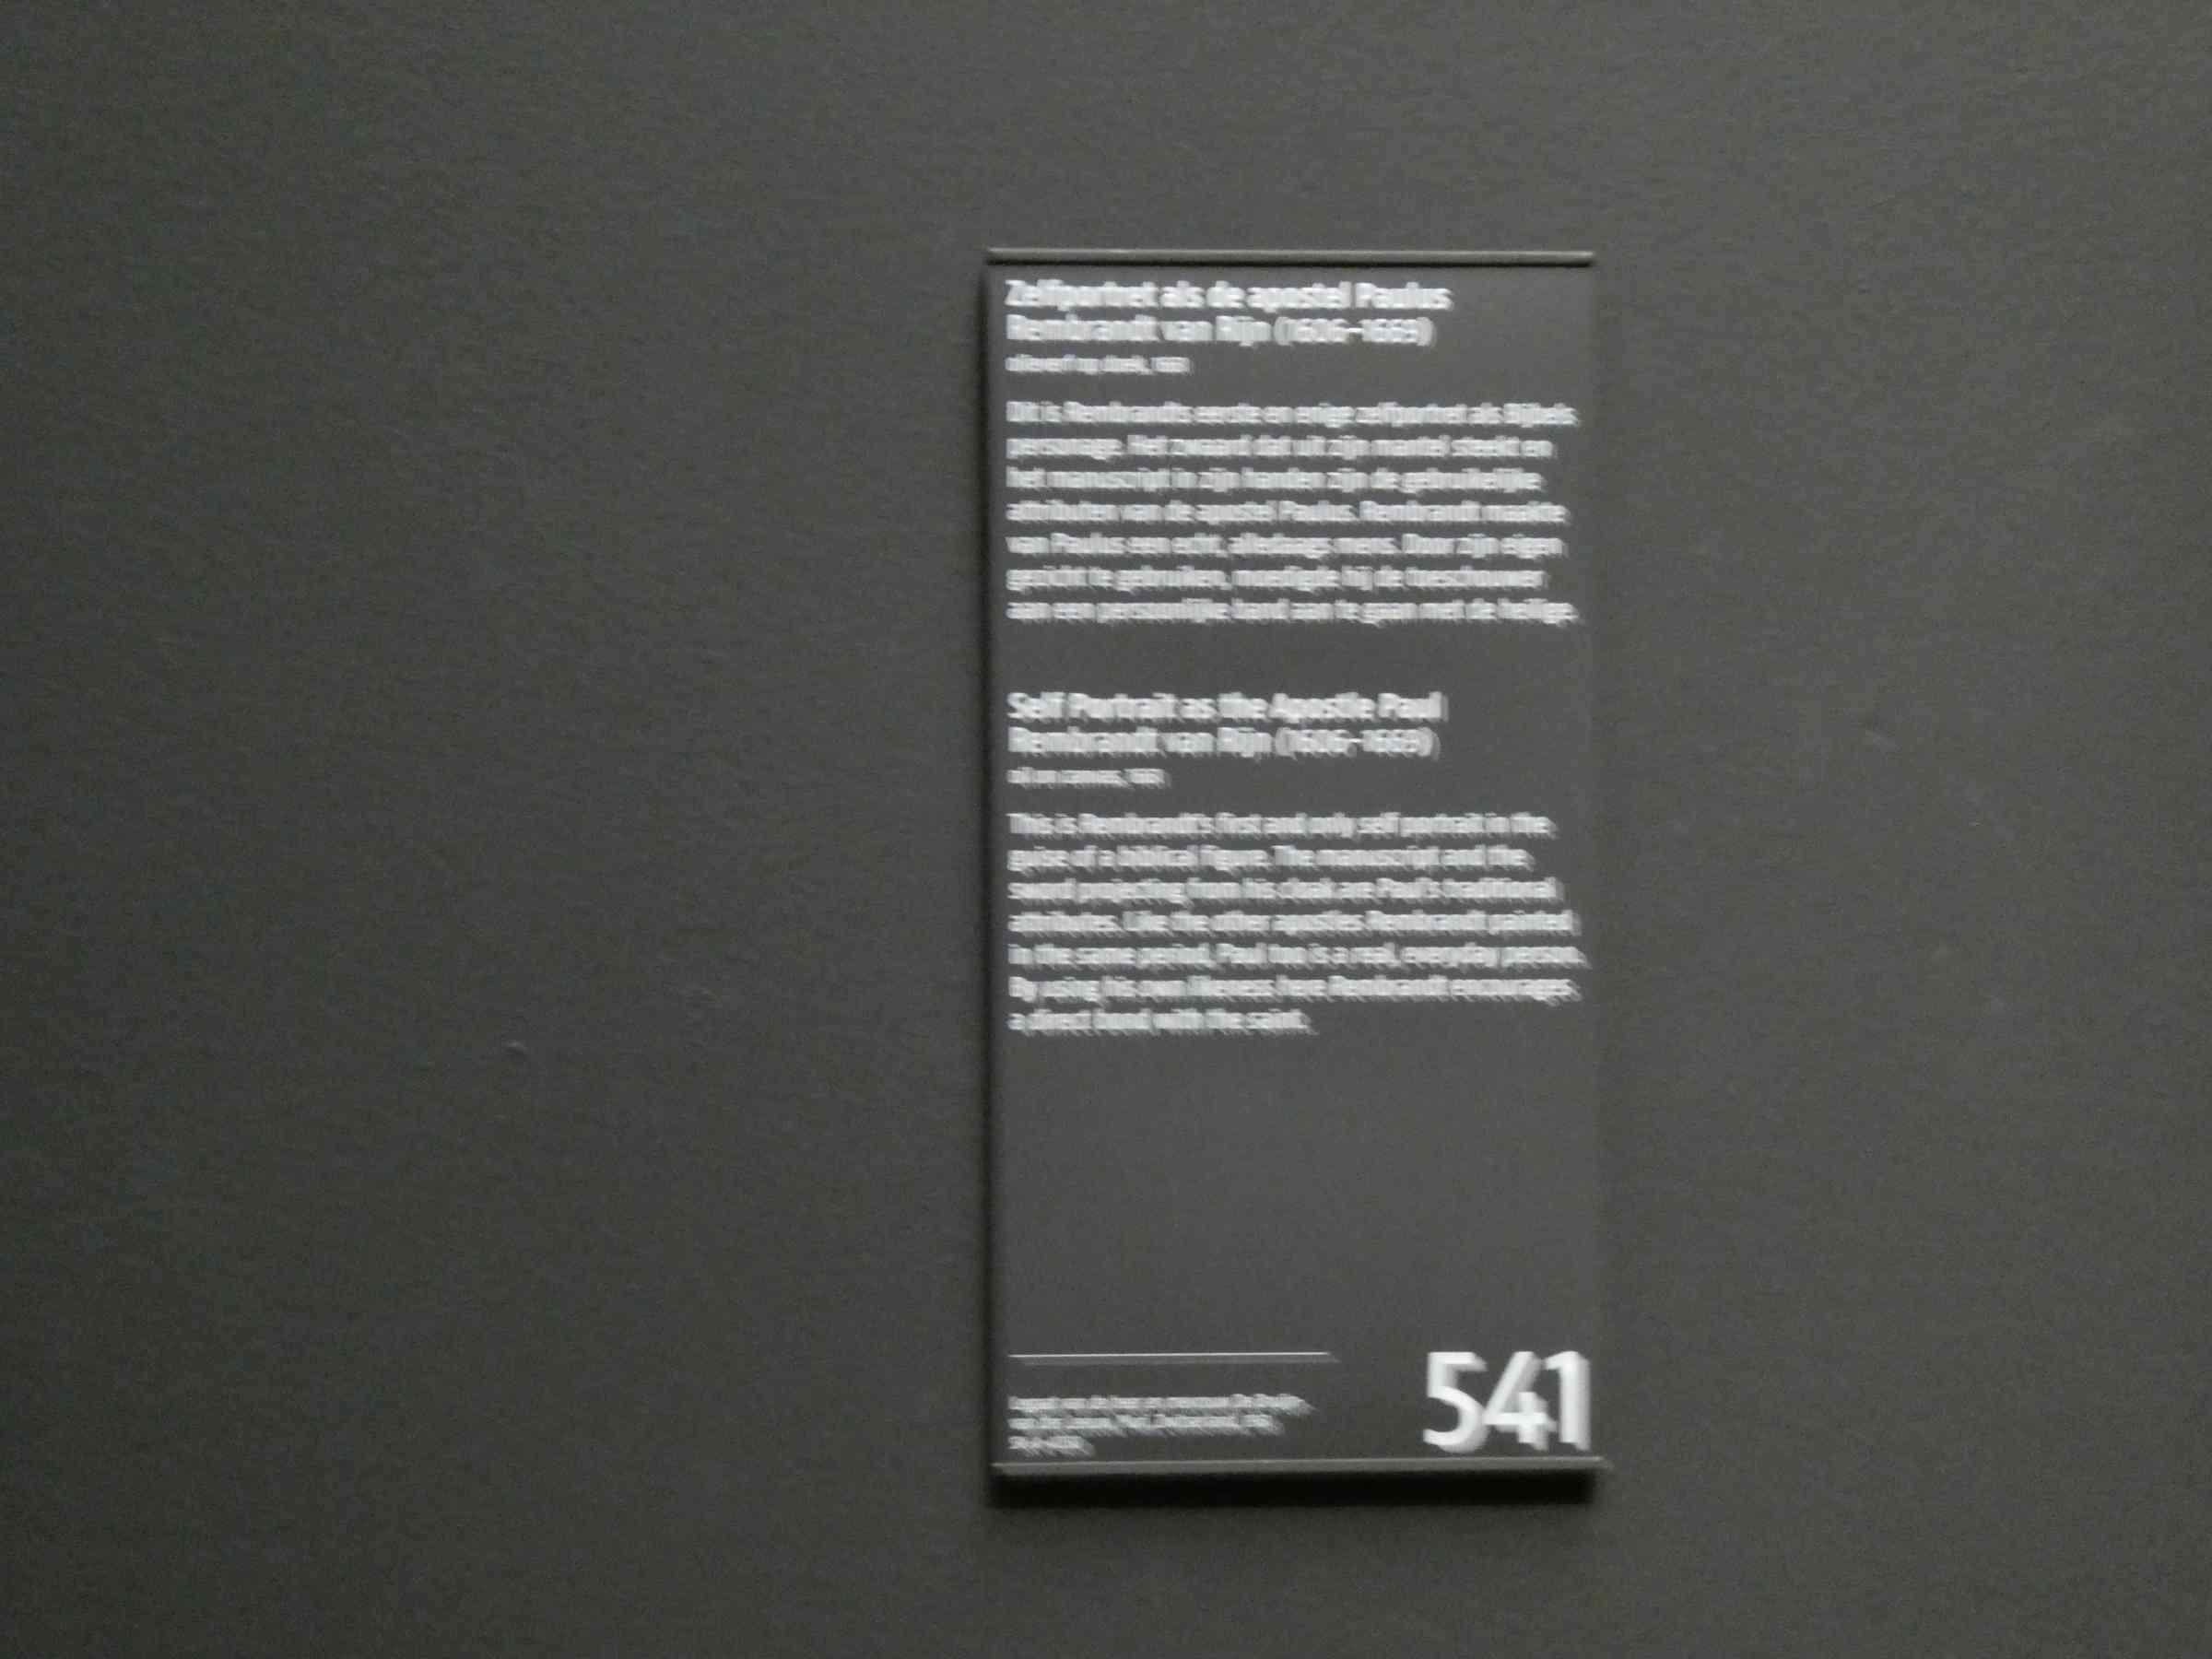 Zelfportret als de apostel Paulus
Rembrandt van Rijn (1606-1669)
olieverf op doek, 1661
Dit is Rembrandts eerste en enige zelfportret als Bijbels
personage. Het zwaard dat uit zijn mantel steekt en
het manuscript in zijn handen zijn de gebruikelijke
attributen van de apostel Paulus. Rembrandt maakte
van Paulus een echt, alledaags mens. Door zijn eigen
gezicht te gebruiken, moedigde hij de toeschouwer
aan een persoonlijke band aan te gaan met de heilige.
Self Portrait as the Apostle Paul
Rembrandt van Rijn (1606-1669)
oil on canvas, 1661
This is Rembrandt's first and only self portrait in the
guise of a biblical figure. The manuscript and the
sword projecting from his cloak are Paul's traditional
attributes. Like the other apostles Rembrandt painted
in the same period, Paul too is a real, everyday person.
By using his own likeness here Rembrandt encourages
a direct bond with the saint.
541